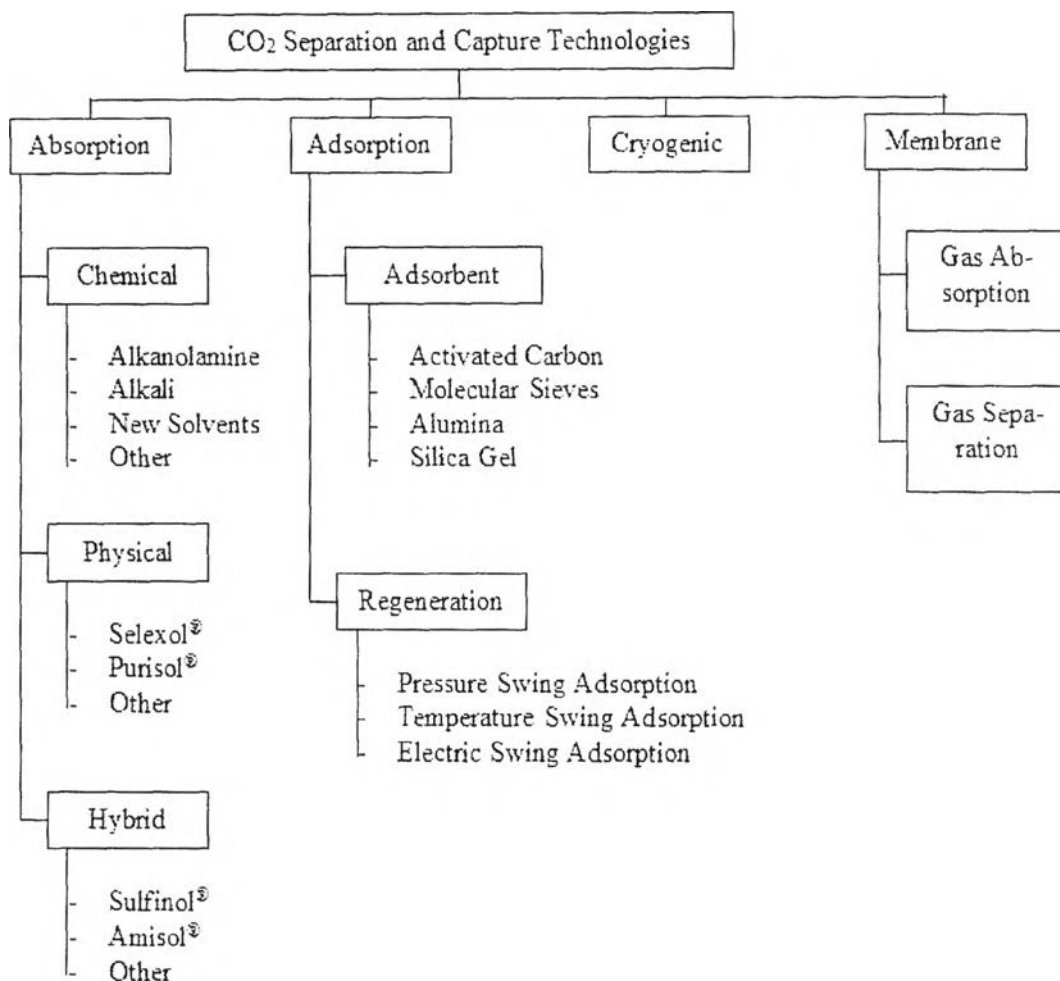 CO2 Separation and Capture Technologies
Absorption
Adsorption
Cryogenic
Membrane
Chemical
- Alkanolamine
- Alkali
- New Solvents
- Other
Physical
- Selexol®
- Purisol®
- Other
Hybrid
- Sulfinol®
- Amisol®
- Other
Adsorbent
- Activated Carbon
- Molecular Sieves
- Alumina
- Silica Gel
Regeneration
- Pressure Swing Adsorption
- Temperature Swing Adsorption
- Electric Swing Adsorption
Gas Ab-
sorption
Gas Sepa-
ration